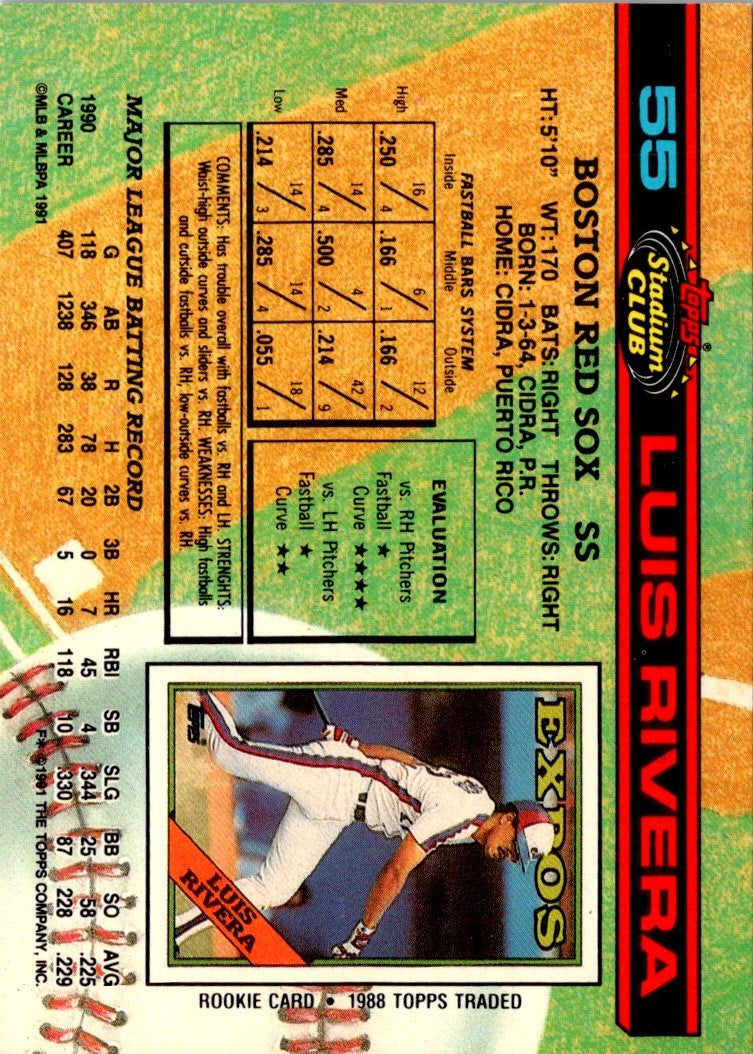 55 topps® Stadium CLUB LUIS RIVERA
BOSTON RED SOX SS
HT: 5'10" WT: 170 BATS: RIGHT THROWS: RIGHT
BORN: 1-3-64, CIDRA, P.R.
HOME: CIDRA, PUERTO RICO
FASTBALL BARS SYSTEM
Inside Middle Outside
High .250 16/4 .166 6/1 .166 12/2
Med .285 14/4 .500 4/2 .214 42/9
Low .214 14/3 .285 14/4 .055 18/1
EVALUATION
vs. RH Pitchers
Fastball ★
Curve ★★★★
vs. LH Pitchers
Fastball ★
Curve ★★
COMMENTS: Has trouble overall with fastballs vs. RH and LH. STRENGHTS:
Waist-high outside curves and sliders vs. RH. WEAKNESSES: High fastballs
and outside fastballs vs. RH, low-outside curves vs. RH
EXPOS
LUIS
RIVERA
Topps
ROOKIE CARD • 1988 TOPPS TRADED
MAJOR LEAGUE BATTING RECORD
G AB R H 2B 3B HR RBI SB SLG BB SO AVG
1990 118 346 38 78 20 0 7 45 4 .344 25 58 .225
CAREER 407 1238 128 283 67 5 16 118 10 .330 87 228 .229
©MLB & MLBPA 1991 F★ ©1991 THE TOPPS COMPANY, INC.